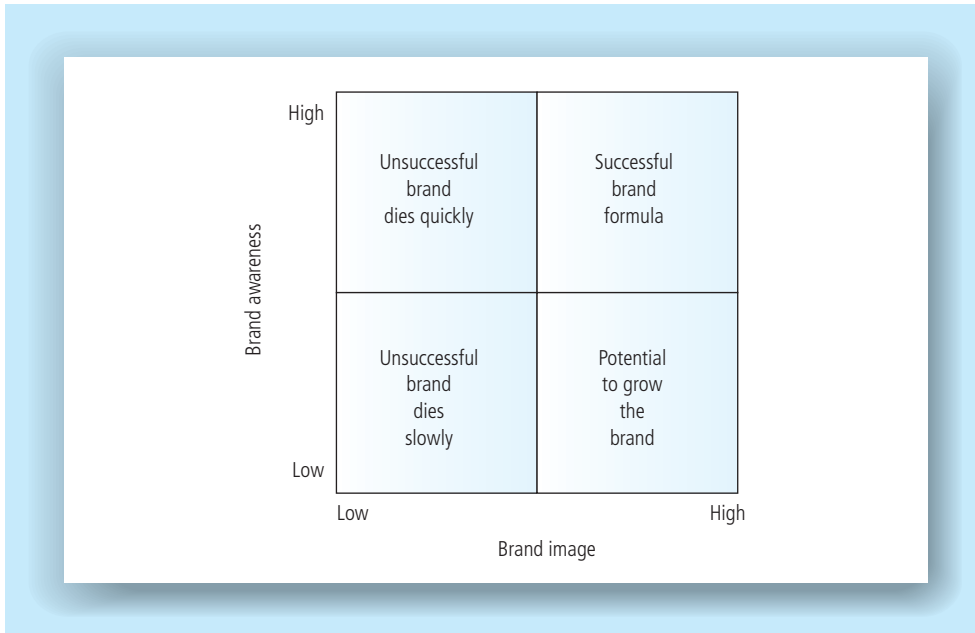 High
Unsuccessful
brand
dies quickly
Successful
brand
formula
Brand awareness
Unsuccessful
brand
dies
slowly
Potential
to grow
the
brand
Low
Low
High
Brand image